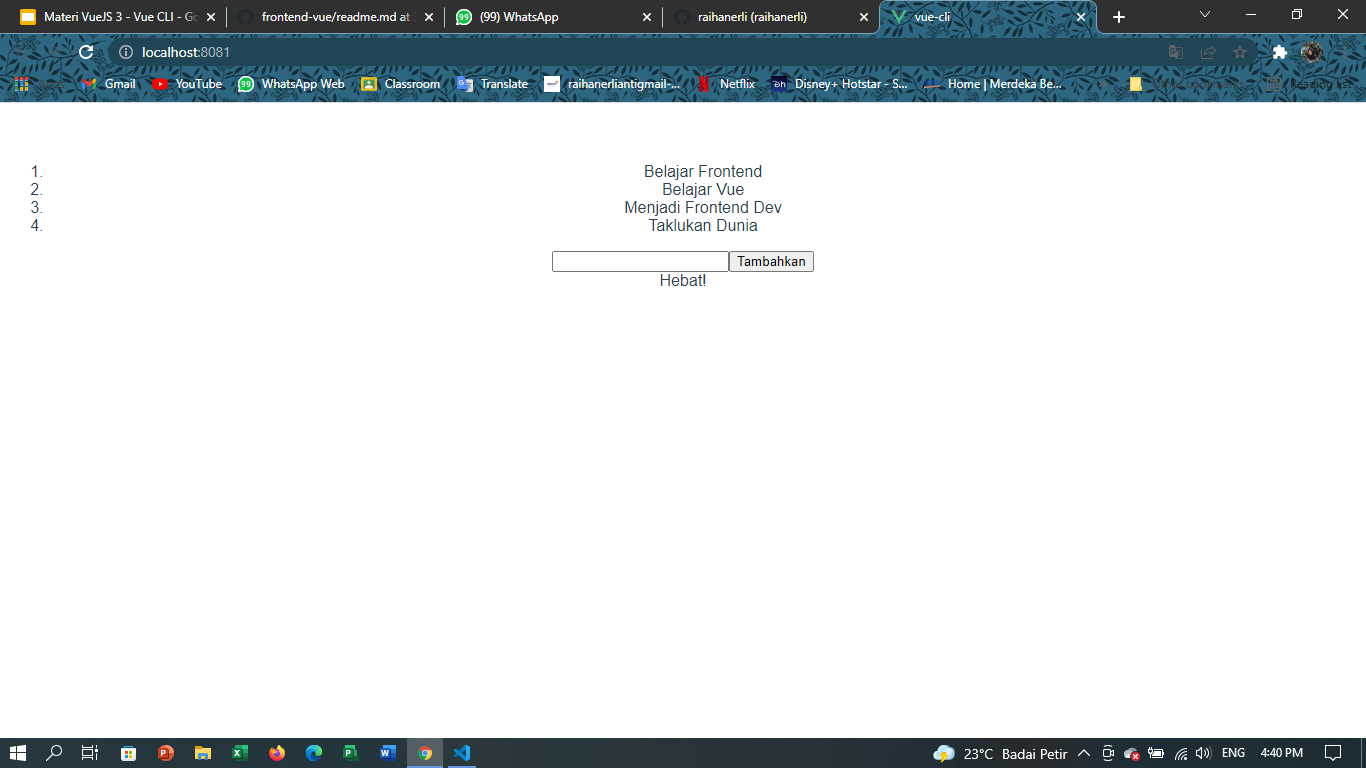 Materi VueJS 3 - Vue CLI - Go
frontend-vue/readme.md at
(99) WhatsApp
raihanerli (raihanerli)
vue-cli
localhost:8081
Gmail
YouTube
99
WhatsApp Web
Classroom
Translate
raihanerliantigmail-...
Netflix
Disney+ Hotstar - S...
Home | Merdeka Be...
1. Belajar Frontend
2. Belajar Vue
3. Menjadi Frontend Dev
4. Taklukan Dunia
Tambahkan
Hebat!
23°C Badai Petir
ENG
4:40 PM